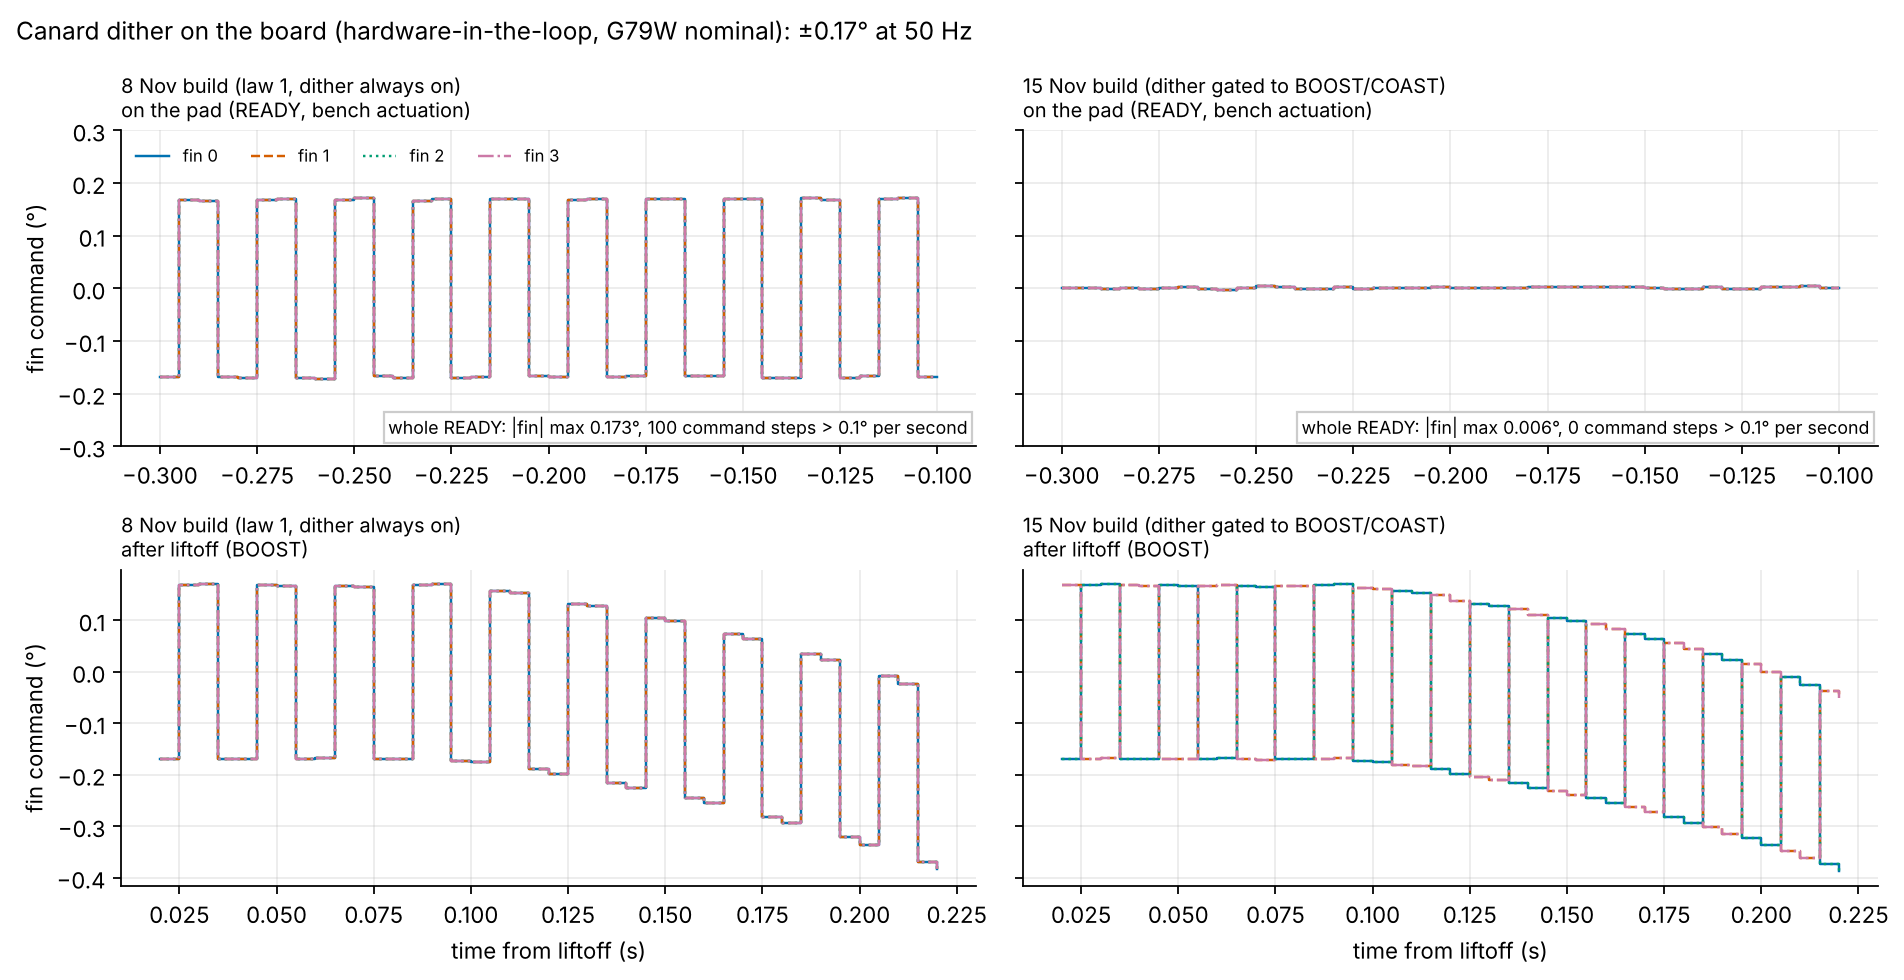 Canard dither on the board (hardware-in-the-loop, G79W nominal): ±0.17° at 50 Hz
8 Nov build (law 1, dither always on)
on the pad (READY, bench actuation)
fin command (°)
0.3
0.2
0.1
0.0
−0.1
−0.2
−0.3
fin 0
fin 1
fin 2
fin 3
whole READY: |fin| max 0.173°, 100 command steps > 0.1° per second
−0.300 −0.275 −0.250 −0.225 −0.200 −0.175 −0.150 −0.125 −0.100
15 Nov build (dither gated to BOOST/COAST)
on the pad (READY, bench actuation)
whole READY: |fin| max 0.006°, 0 command steps > 0.1° per second
−0.300 −0.275 −0.250 −0.225 −0.200 −0.175 −0.150 −0.125 −0.100
8 Nov build (law 1, dither always on)
after liftoff (BOOST)
fin command (°)
0.1
0.0
−0.1
−0.2
−0.3
−0.4
0.025 0.050 0.075 0.100 0.125 0.150 0.175 0.200 0.225
time from liftoff (s)
15 Nov build (dither gated to BOOST/COAST)
after liftoff (BOOST)
0.025 0.050 0.075 0.100 0.125 0.150 0.175 0.200 0.225
time from liftoff (s)